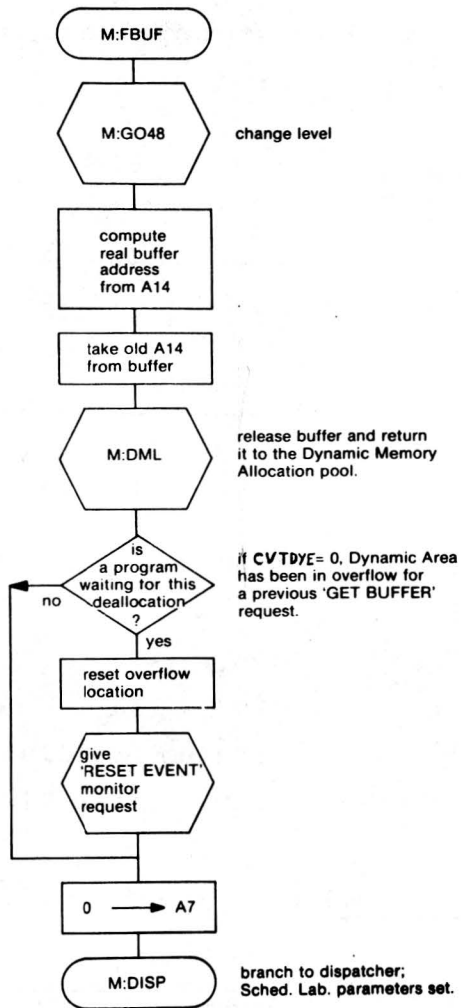 M:FBUF
M:GO48
change level
compute
real buffer
address
from A14
take old A14
from buffer
M:DML
release buffer and return
it to the Dynamic Memory
Allocation pool.
is
a program
waiting for this
deallocation
?
no
yes
if CVTDYE= 0, Dynamic Area
has been in overflow for
a previous 'GET BUFFER'
request.
reset overflow
location
give
'RESET EVENT'
monitor
request
0 → A7
M:DISP
branch to dispatcher;
Sched. Lab. parameters set.